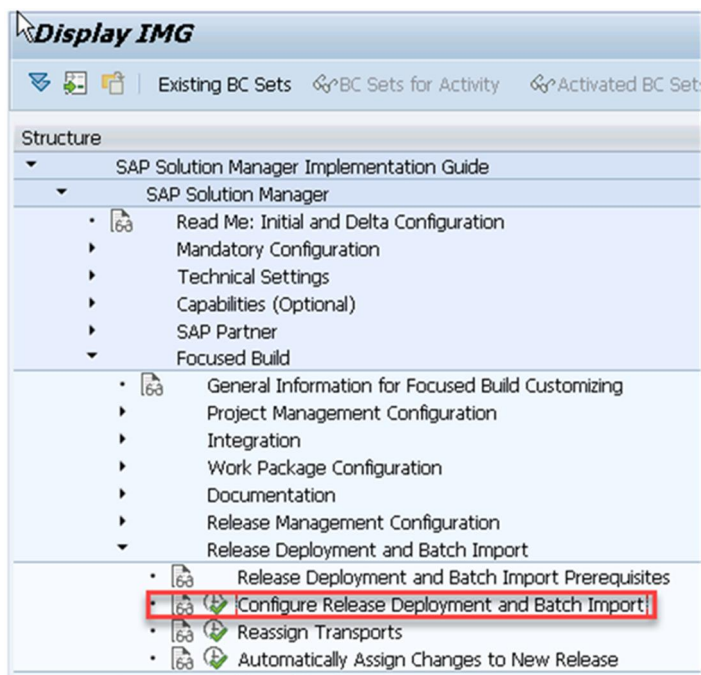 Display IMG
Existing BC Sets BC Sets for Activity Activated BC Set
Structure
SAP Solution Manager Implementation Guide
SAP Solution Manager
Read Me: Initial and Delta Configuration
Mandatory Configuration
Technical Settings
Capabilities (Optional)
SAP Partner
Focused Build
General Information for Focused Build Customizing
Project Management Configuration
Integration
Work Package Configuration
Documentation
Release Management Configuration
Release Deployment and Batch Import
Release Deployment and Batch Import Prerequisites
Configure Release Deployment and Batch Import
Reassign Transports
Automatically Assign Changes to New Release